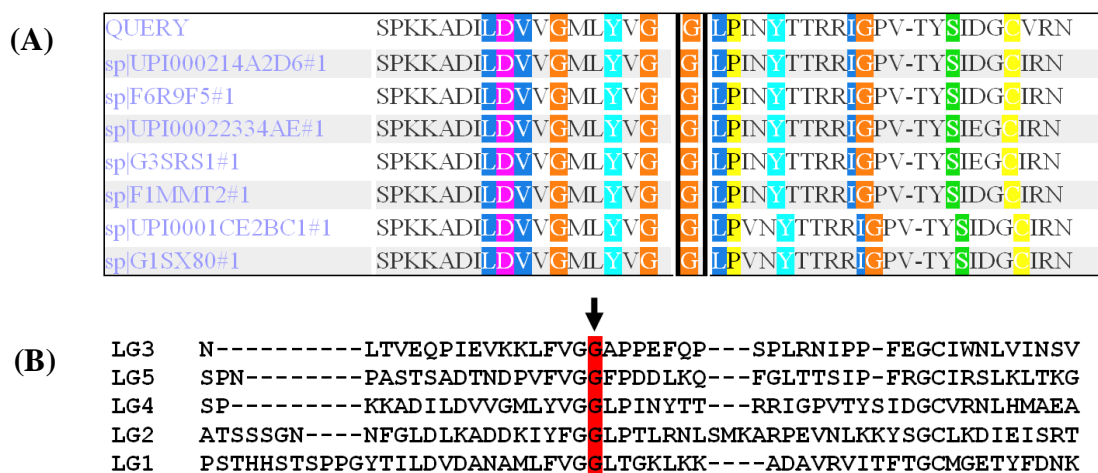 (A)
QUERY SPKKADILDVVGMLYVG G LPINYTTRRIGPV-TYSIDGCVRN
sp|UPI000214A2D6#1 SPKKADILDVVGMLYVG G LPINYTTRRIGPV-TYSIDGCIRN
sp|F6R9F5#1 SPKKADILDVVGMLYVG G LPINYTTRRIGPV-TYSIDGCIRN
sp|UPI00022334AE#1 SPKKADILDVVGMLYVG G LPINYTTRRIGPV-TYSIEGCIRN
sp|G3SRS1#1 SPKKADILDVVGMLYVG G LPINYTTRRIGPV-TYSIEGCIRN
sp|F1MMT2#1 SPKKADILDVVGMLYVG G LPINYTTRRIGPV-TYSIDGCIRN
sp|UPI0001CE2BC1#1 SPKKADILDVVGMLYVG G LPVNYTTRRIGPV-TYSIDGCIRN
sp|G1SX80#1 SPKKADILDVVGMLYVG G LPVNYTTRRIGPV-TYSIDGCIRN
(B)
LG3 N----------LTVEQPIEVKKLFVGGAPPEFQP---SPLRNIPP-FEGCIWNLVINSV
LG5 SPN---------PASTSADTNDPVFVGGFPDDLKQ---FGLTTSIP-FRGCIRSLKLTKG
LG4 SP---------KKADILDVVGMLYVGGLPINYTT---RRIGPVTYSIDGCVRNLHMAEA
LG2 ATSSSGN----NFGLDLKADDKIYFGGLPTLRNLSMKARPEVNLKKYSGCLKDIEISRT
LG1 PSTHHSTSPPGYTILDVDANAMLFVGGLTGKLKK----ADAVRVITFTGCMGETYFDNK